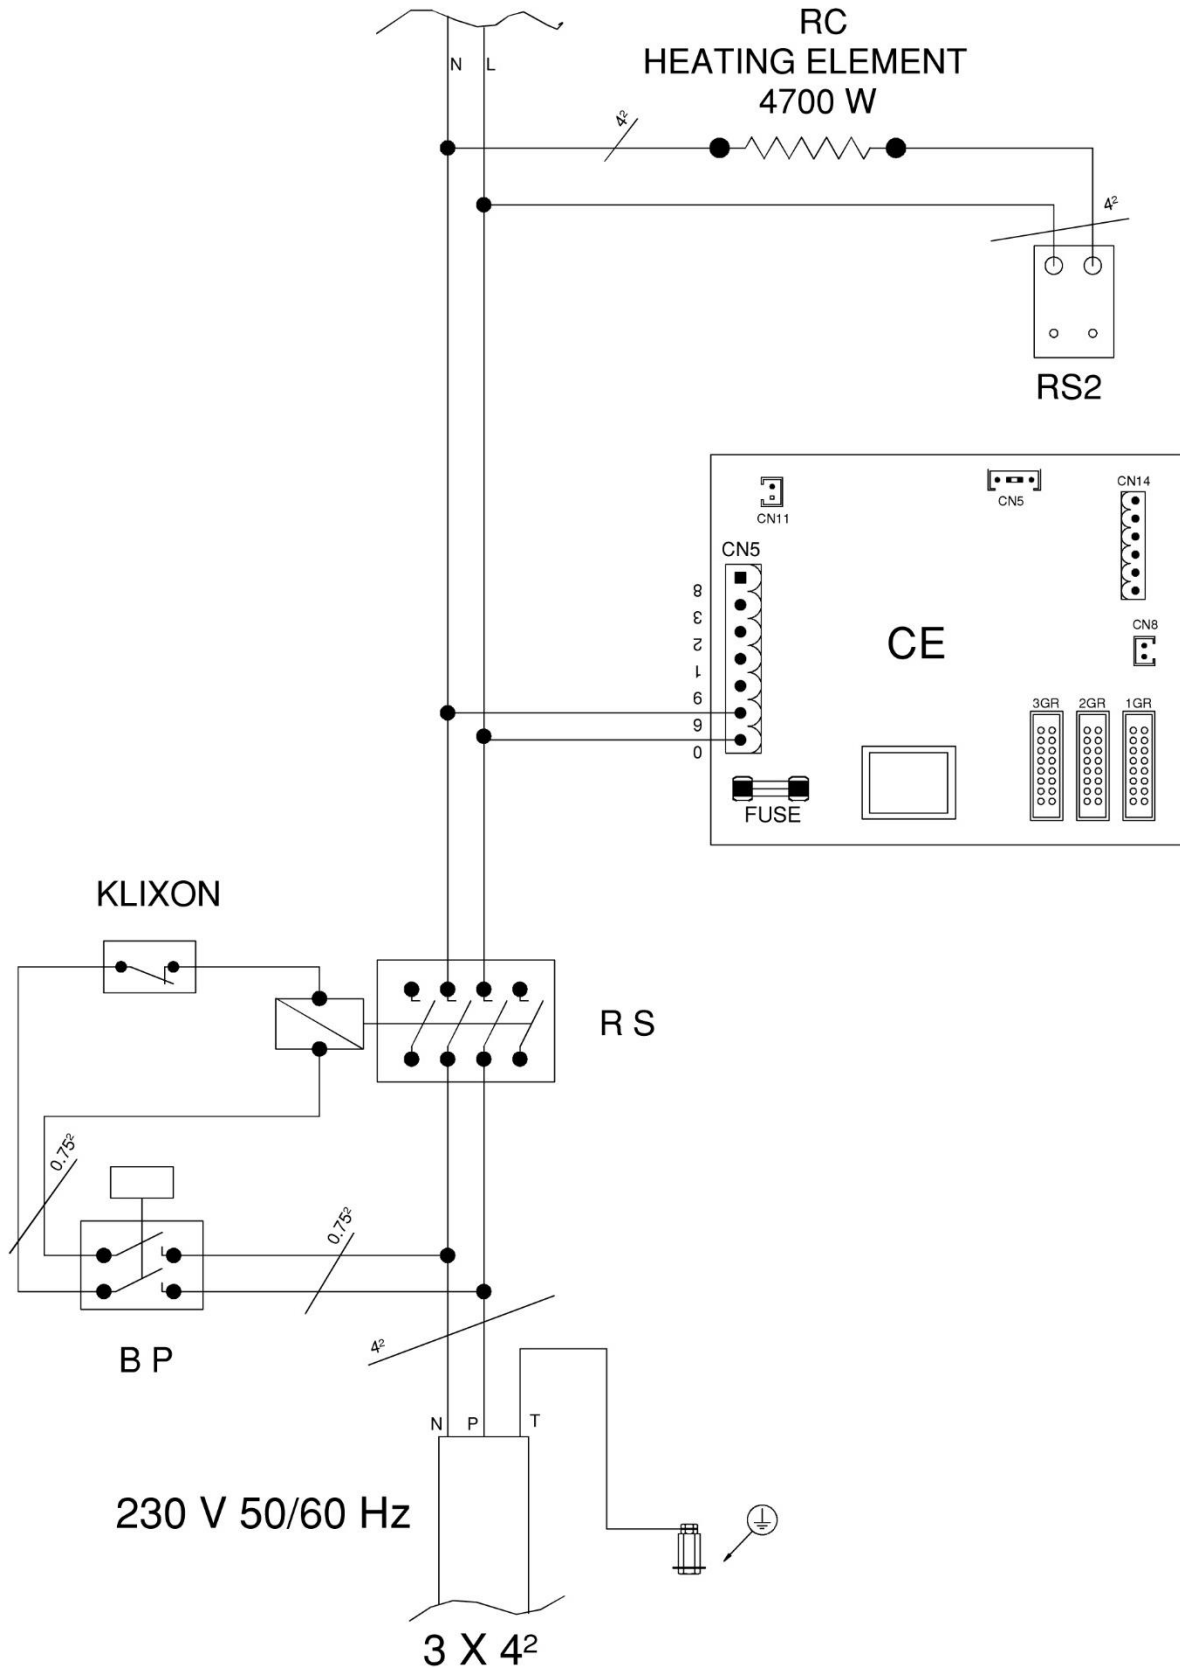 RC
HEATING ELEMENT
4700 W
N L
4²
4²
RS2
CN11
CN5
CN14
CN5
8
3
2
1
9
6
0
CE
CN8
3GR 2GR 1GR
FUSE
KLIXON
R S
0.75²
0.75²
B P
4²
N P T
230 V 50/60 Hz
3 X 4²